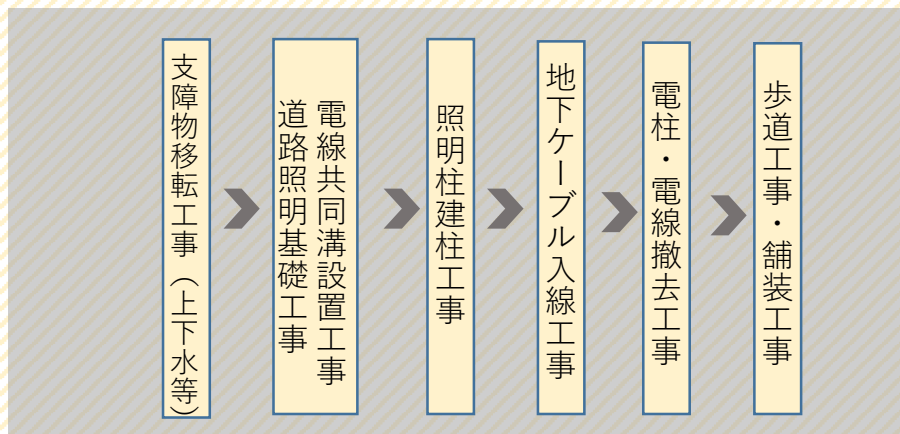 支障物移転工事（上下水等）
電線共同溝設置工事
道路照明基礎工事
照明柱建柱工事
地下ケーブル入線工事
電柱・電線撤去工事
歩道工事・舗装工事